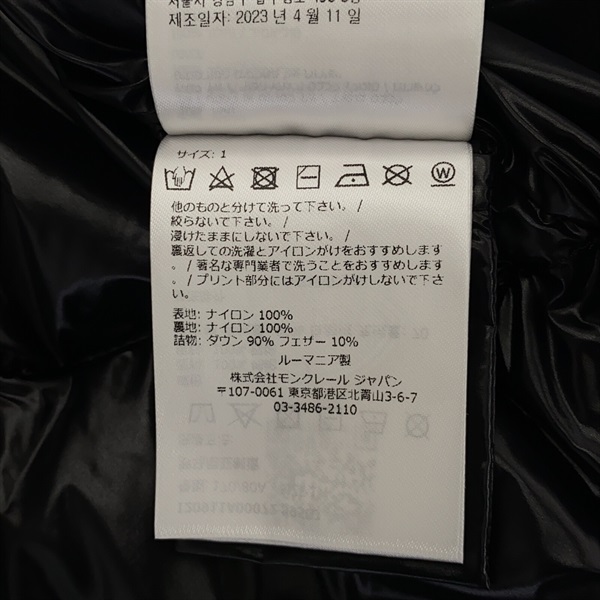 제조일자: 2023 년 4 월 11 일
サイズ: 1
他のものと分けて洗って下さい。/
絞らないで下さい。/
浸けたままにしないで下さい。/
裏返しての洗濯とアイロンがけをおすすめします
。/ 著名な専門業者で洗うことをおすすめします
。/ プリント部分にはアイロンがけしないで下さ
い。
表地: ナイロン 100%
裏地: ナイロン 100%
詰物: ダウン 90% フェザー 10%
ルーマニア製
株式会社モンクレール ジャパン
〒107-0061 東京都港区北青山3-6-7
03-3486-2110